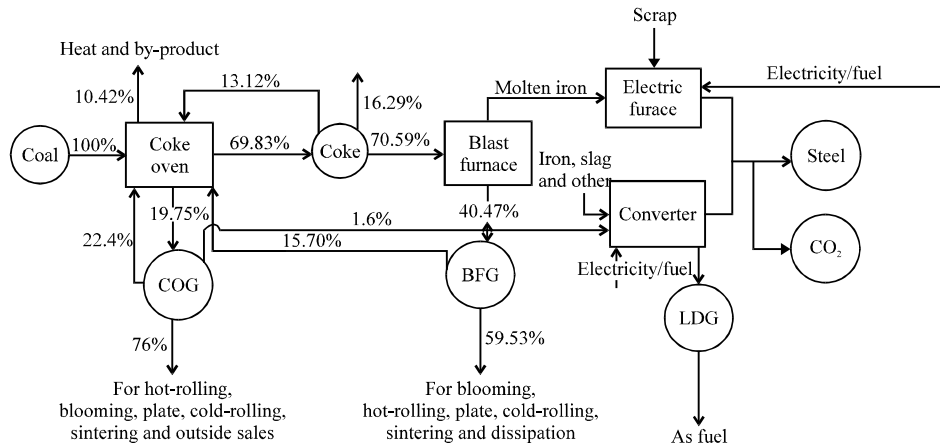 Scrap
Heat and by-product
Electricity/fuel
13.12%
10.42%
16.29%
Molten iron
Electric
furace
Coal
100%
Coke
oven
69.83%
Coke
70.59%
Blast
furnace
Steel
Iron, slag
and other
19.75%
40.47%
1.6%
Converter
22.4%
15.70%
CO₂
COG
BFG
Electricity/fuel
LDG
76%
59.53%
For hot-rolling,
blooming, plate, cold-rolling,
sintering and outside sales
For blooming,
hot-rolling, plate, cold-rolling,
sintering and dissipation
As fuel